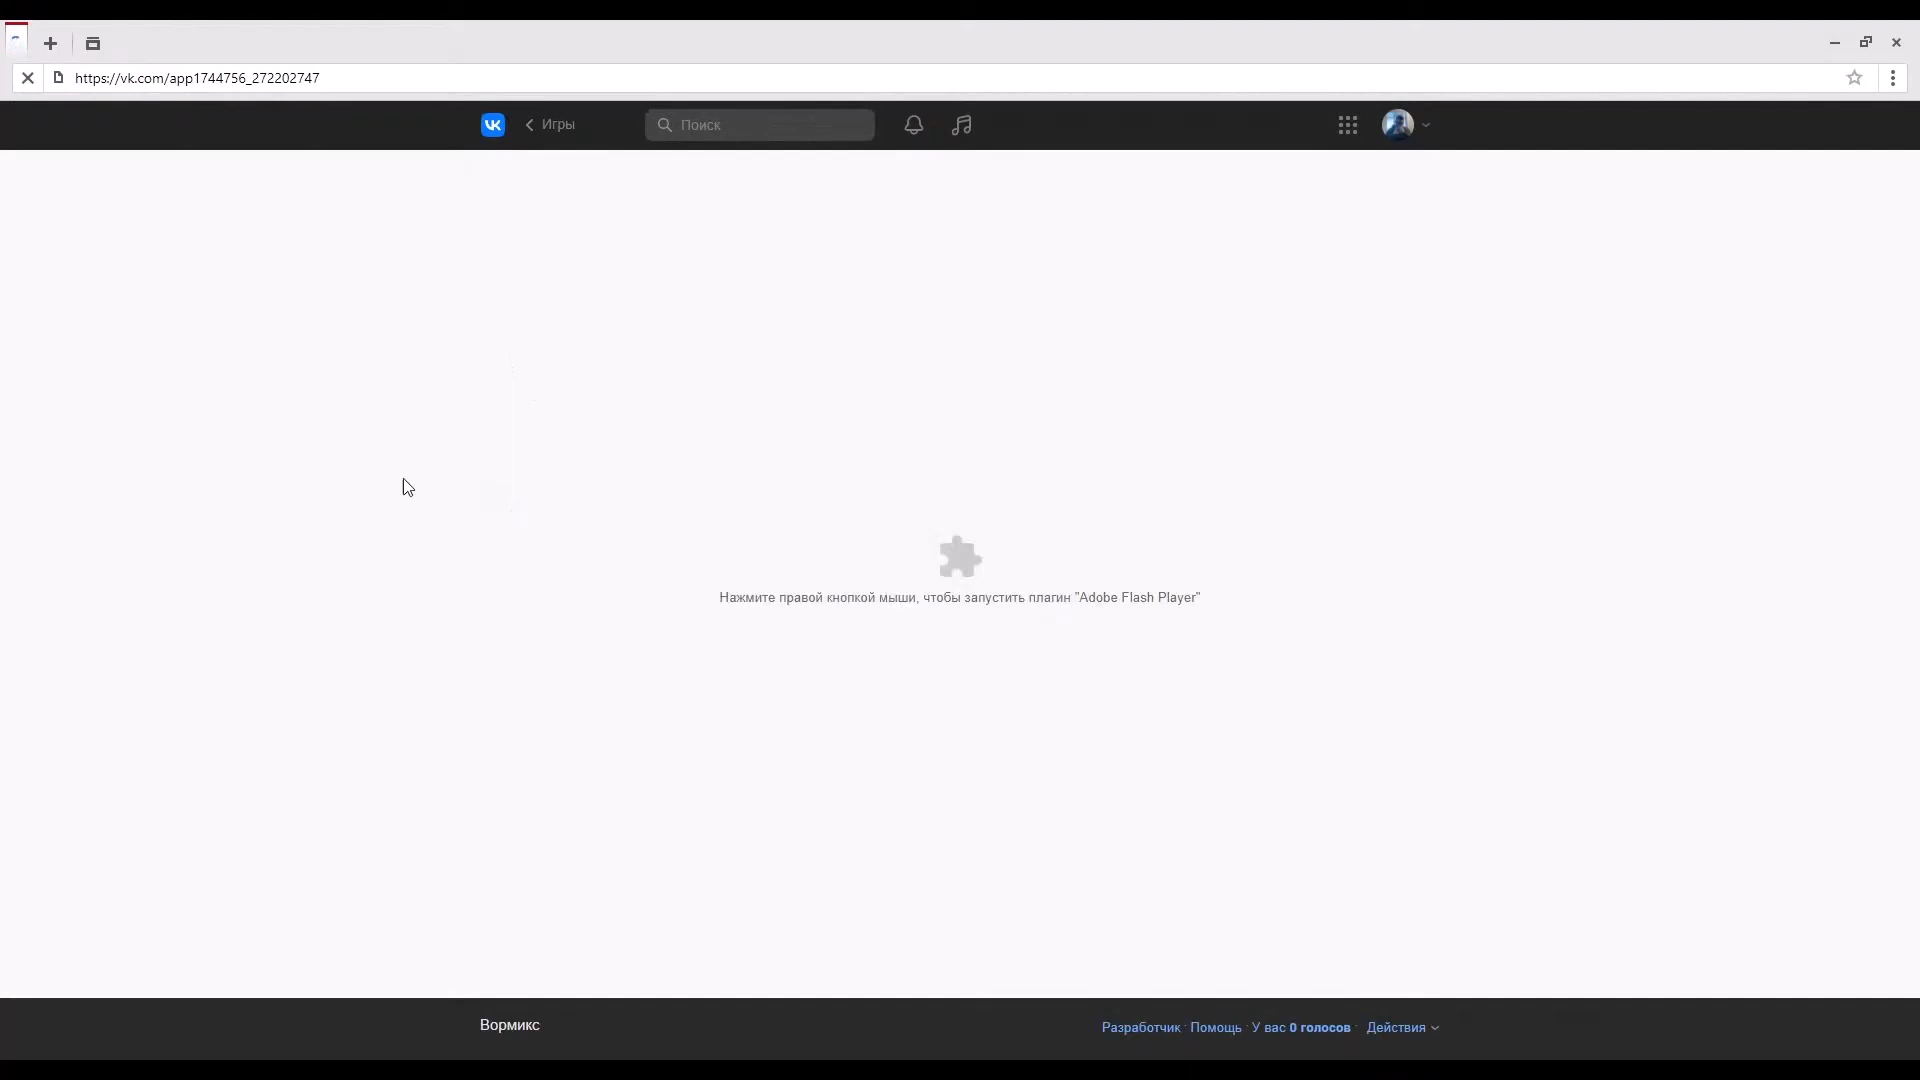 https://vk.com/app1744756_272202747
Игры
Поиск
Нажмите правой кнопкой мыши, чтобы запустить плагин "Adobe Flash Player"
Вормикс
Разработчик · Помощь · У вас 0 голосов · Действия